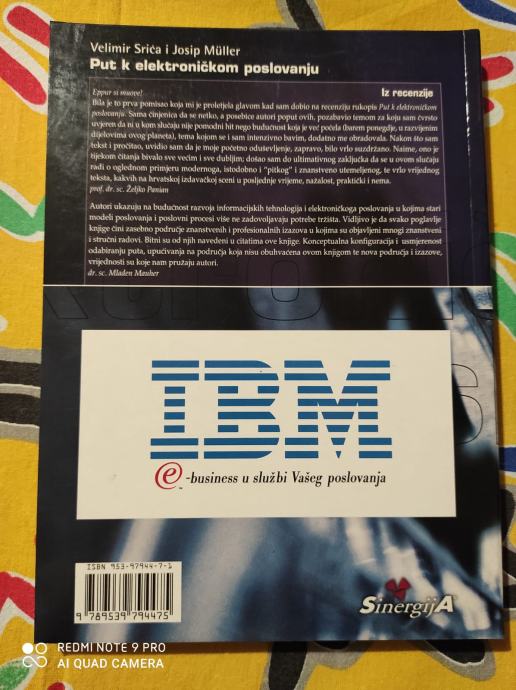 Velimir Srića i Josip Müller
Put k elektroničkom poslovanju
Iz recenzije
Eppur si muove!
Bila je to prva pomisao koja mi je proletjela glavom kad sam dobio na recenziju rukopis Put k elektroničkom
poslovanju. Sama činjenica da se netko, a posebice autori poput ovih, pozabavio temom za koju sam čvrsto
uvjeren da ni u kom slučaju nije pomodni hit nego budućnost koja je već počela (barem ponegdje, u razvijenim
dijelovima ovog planeta), tema kojom se i sam intenzivno bavim, dodatno me obradovala. Nakon što sam
tekst i pročitao, uvidio sam da je moje početno oduševljenje, zapravo, bilo vrlo suzdržano. Naime, ono je
tijekom čitanja bivalo sve većim i sve dubljim; došao sam do ultimativnog zaključka da se u ovom slučaju
radi o oglednom primjeru modernoga, istodobno i "pitkog" i znanstveno utemeljenog, te vrlo vrijednog
teksta, kakvih na hrvatskoj izdavačkoj sceni u posljednje vrijeme, nažalost, praktički i nema.
prof. dr. sc. Željko Panian
Autori ukazuju na budućnost razvoja informacijskih tehnologija i elektroničkoga poslovanja u kojima stari
modeli poslovanja i poslovni procesi više ne zadovoljavaju potrebe tržišta. Vidljivo je da svako poglavlje
knjige čini zasebno područje znanstvenih i profesionalnih izazova u kojima su objavljeni mnogi znanstveni
i stručni radovi. Bitni su od njih navedeni u citatima ove knjige. Konceptualna konfiguracija i usmjerenost
odabiranju puta, upućivanja na područja koja nisu obuhvaćena ovom knjigom te nova područja i izazove,
vrijednosti su koje nam pružaju autori.
dr. sc. Mladen Mauher
IBM
e™-business u službi Vašeg poslovanja
ISBN 953-97944-7-1
9 789539 794475
SinergijA
REDMI NOTE 9 PRO
AI QUAD CAMERA